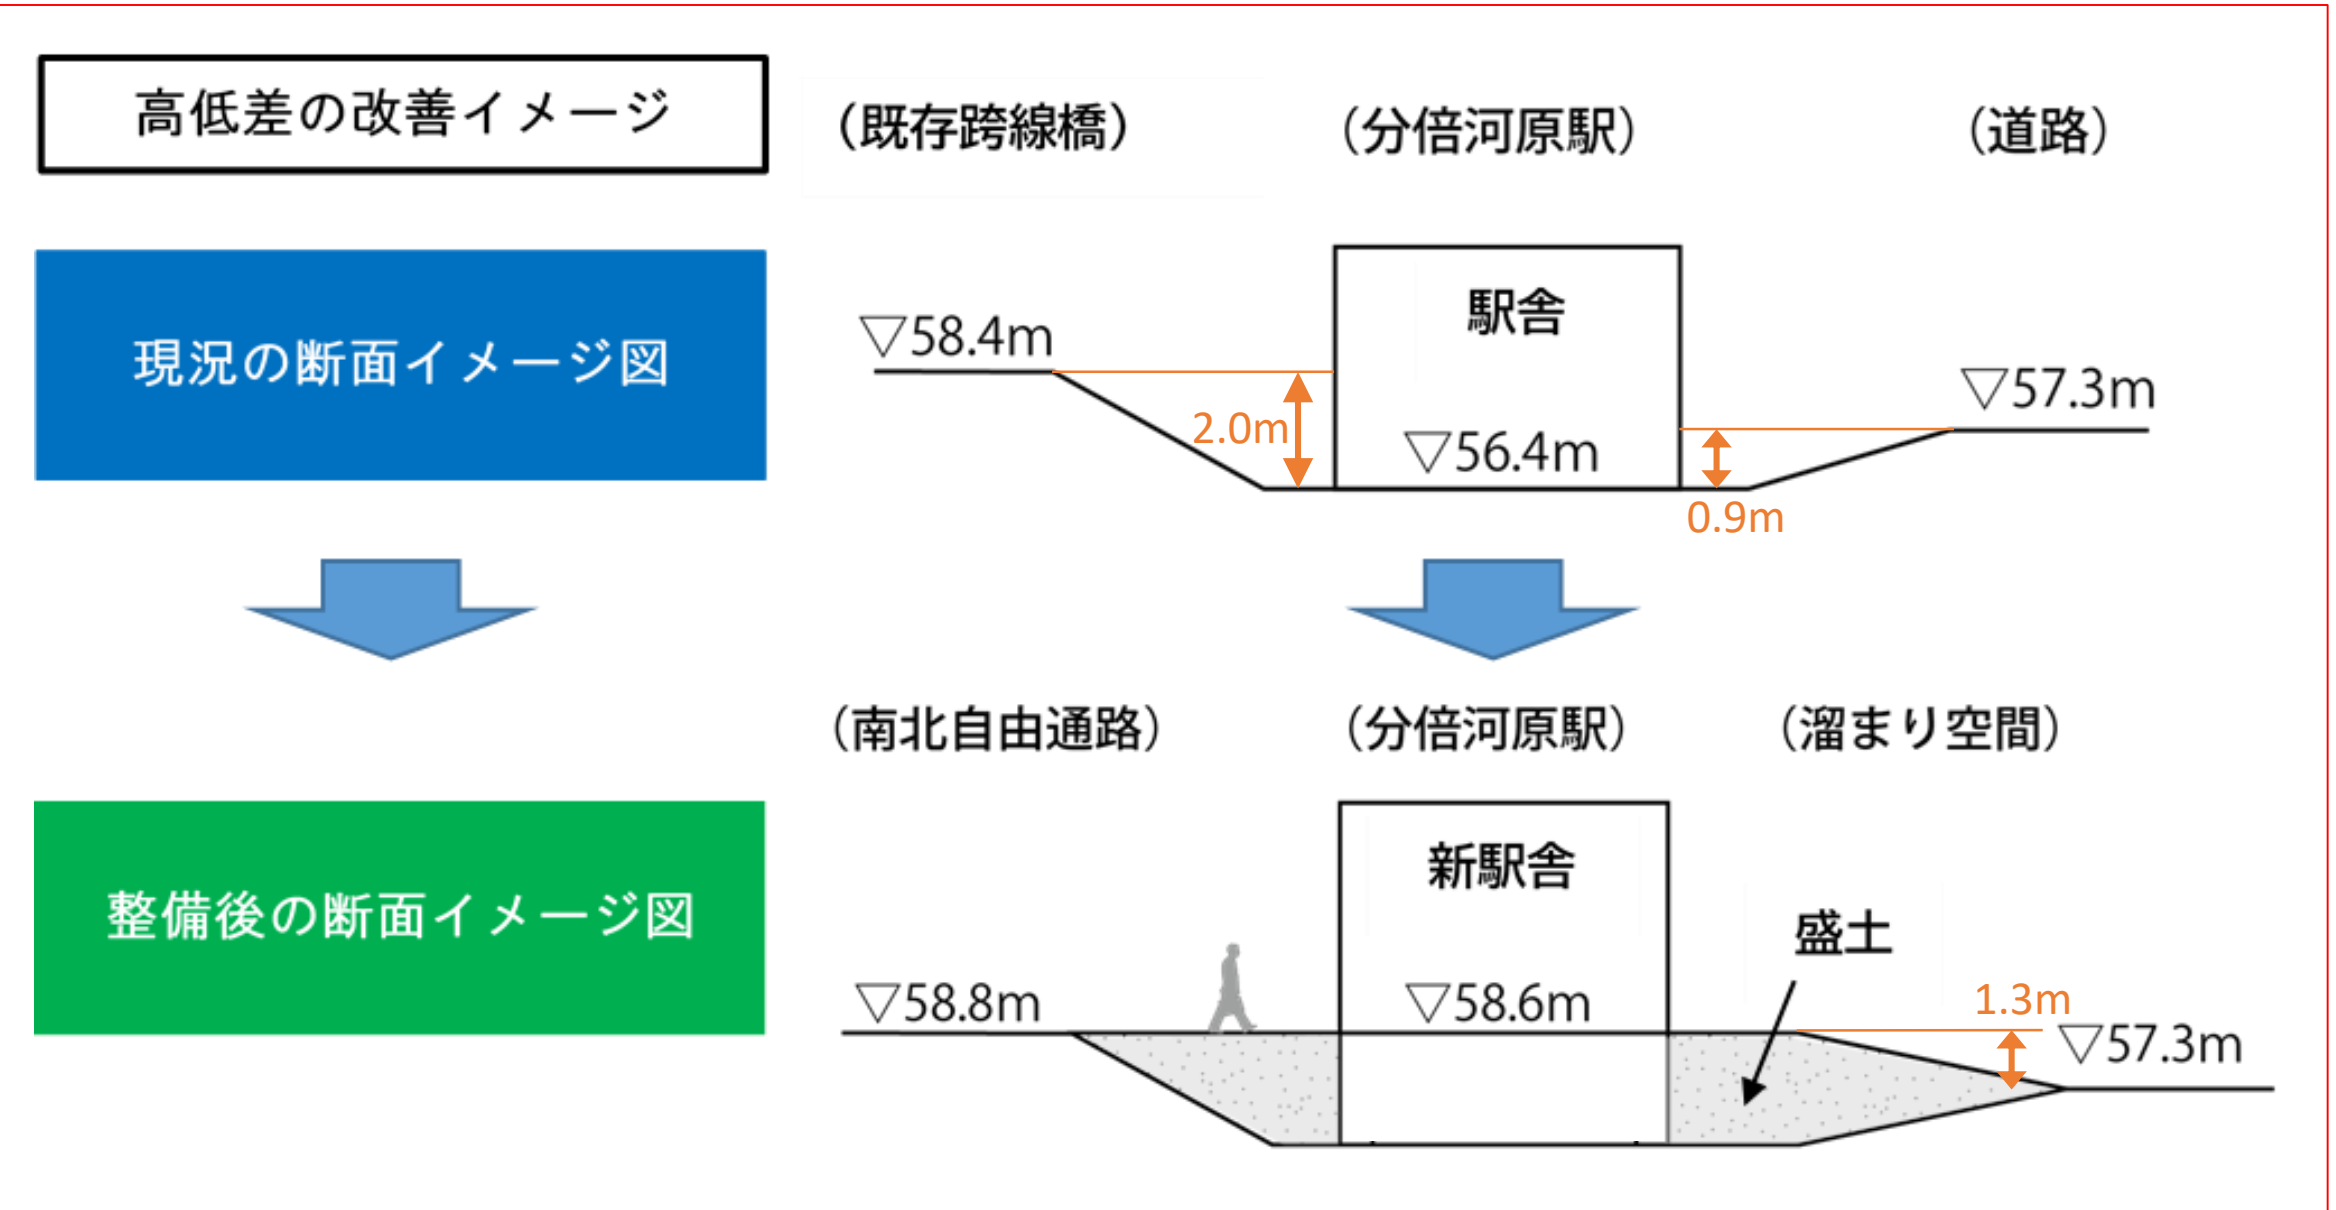 高低差の改善イメージ
(既存跨線橋)
(分倍河原駅)
(道路)
現況の断面イメージ図
駅舎
▽58.4m
▽57.3m
2.0m
▽56.4m
0.9m
(南北自由通路)
(分倍河原駅)
(溜まり空間)
整備後の断面イメージ図
新駅舎
盛土
▽58.8m
▽58.6m
1.3m
▽57.3m